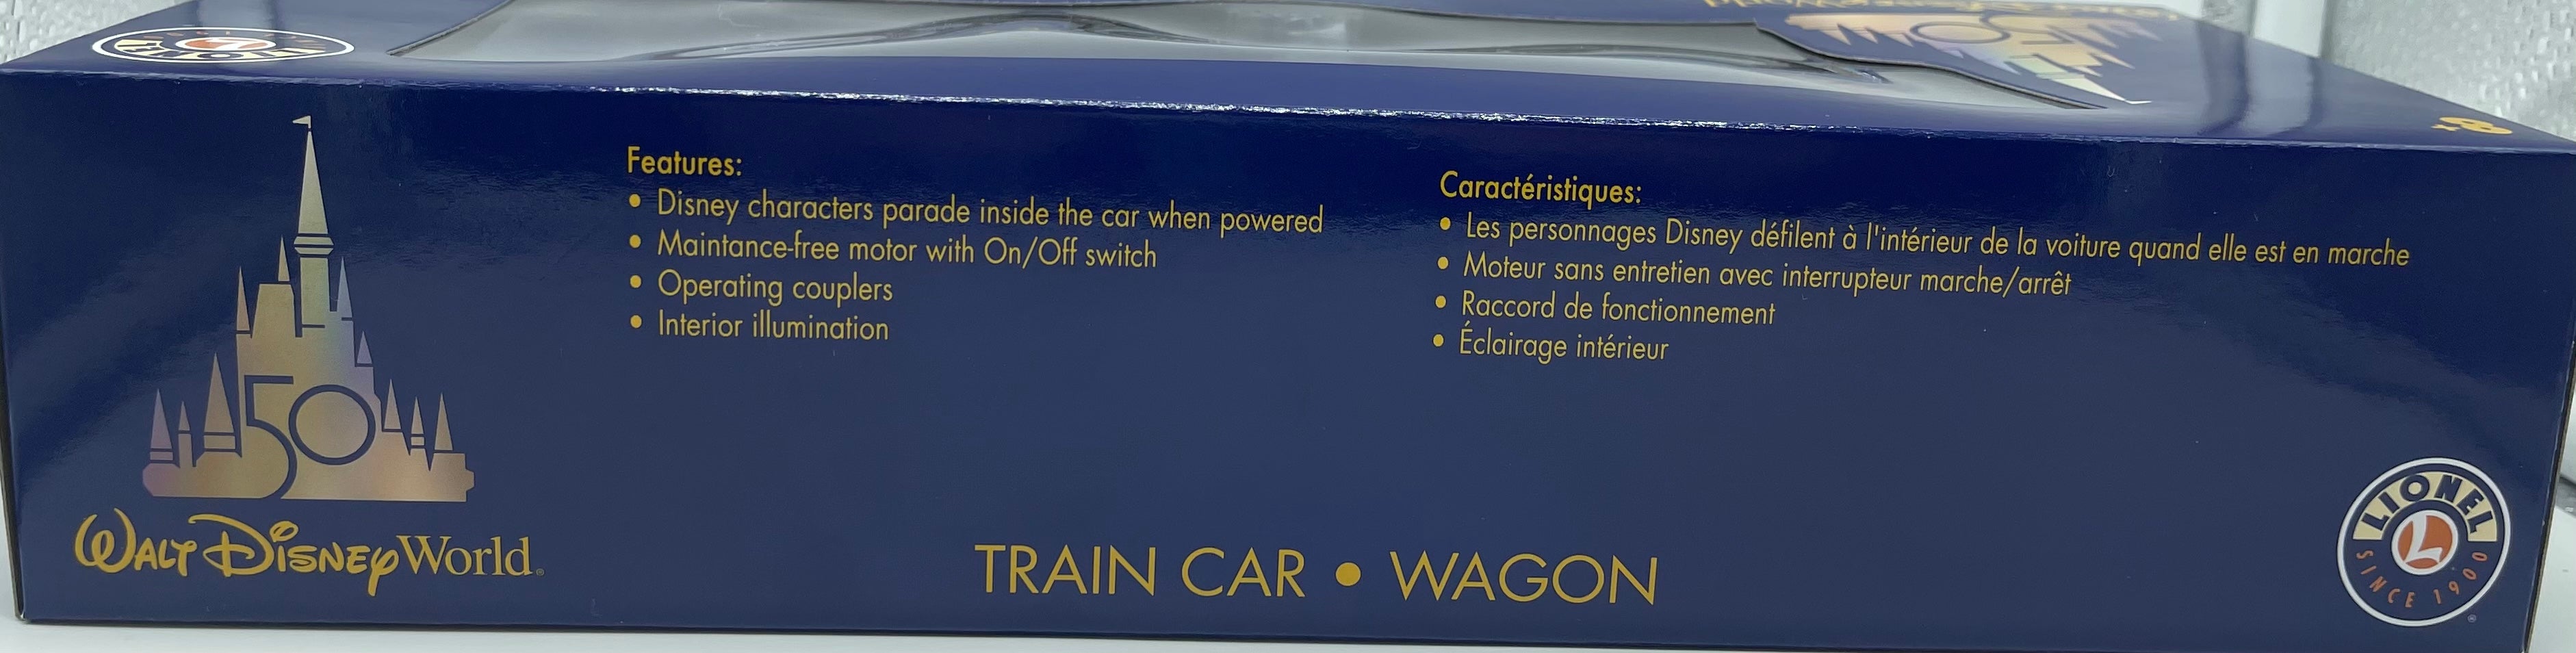 50
Walt Disney World
Features:
• Disney characters parade inside the car when powered
• Maintance-free motor with On/Off switch
• Operating couplers
• Interior illumination
Caractéristiques:
• Les personnages Disney défilent à l'intérieur de la voiture quand elle est en marche
• Moteur sans entretien avec interrupteur marche/arrêt
• Raccord de fonctionnement
• Éclairage intérieur
TRAIN CAR • WAGON
LIONEL
L
SINCE 1900